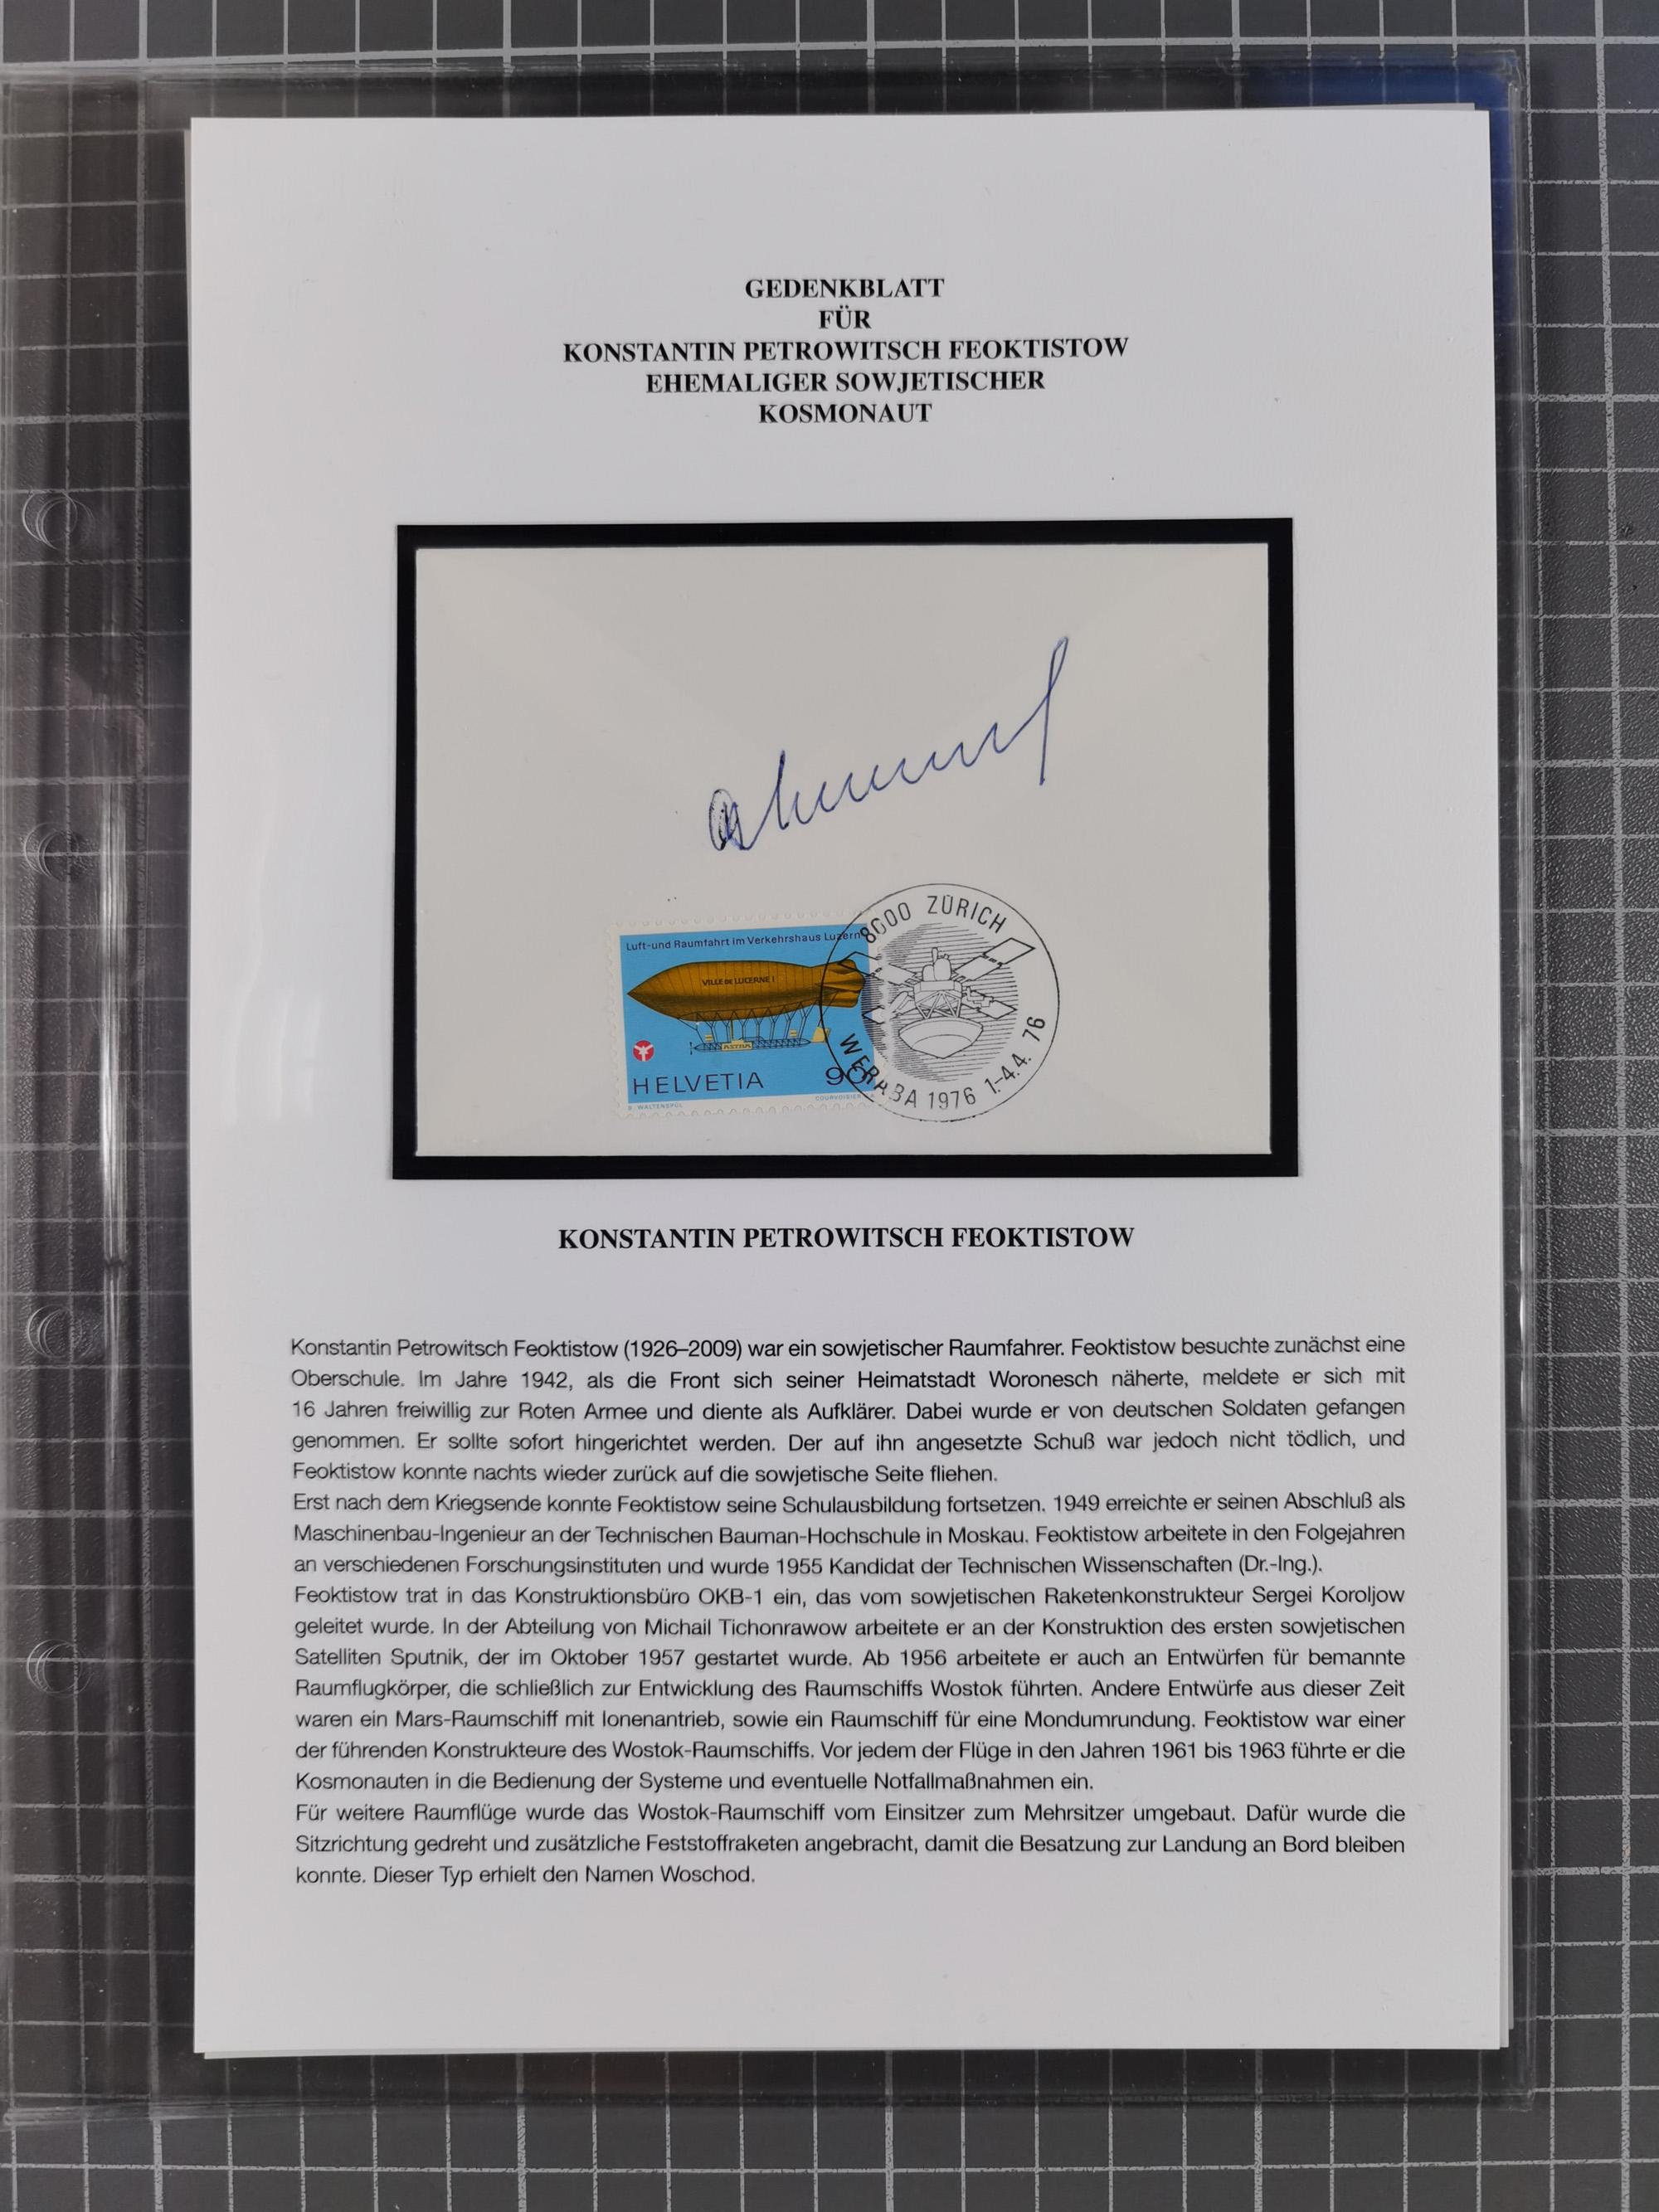 GEDENKBLATT
FÜR
KONSTANTIN PETROWITSCH FEOKTISTOW
EHEMALIGER SOWJETISCHER
KOSMONAUT
8000 ZÜRICH
Luft-und Raumfahrt im Verkehrshaus Luzern
VILLE DE LUCERNE I
ASTRA
HELVETIA 90
R. WALTENSPÜL COURVOISIER
WERABA 1976 1.-4.4. 76
KONSTANTIN PETROWITSCH FEOKTISTOW
Konstantin Petrowitsch Feoktistow (1926–2009) war ein sowjetischer Raumfahrer. Feoktistow besuchte zunächst eine
Oberschule. Im Jahre 1942, als die Front sich seiner Heimatstadt Woronesch näherte, meldete er sich mit
16 Jahren freiwillig zur Roten Armee und diente als Aufklärer. Dabei wurde er von deutschen Soldaten gefangen
genommen. Er sollte sofort hingerichtet werden. Der auf ihn angesetzte Schuß war jedoch nicht tödlich, und
Feoktistow konnte nachts wieder zurück auf die sowjetische Seite fliehen.
Erst nach dem Kriegsende konnte Feoktistow seine Schulausbildung fortsetzen. 1949 erreichte er seinen Abschluß als
Maschinenbau-Ingenieur an der Technischen Bauman-Hochschule in Moskau. Feoktistow arbeitete in den Folgejahren
an verschiedenen Forschungsinstituten und wurde 1955 Kandidat der Technischen Wissenschaften (Dr.-Ing.).
Feoktistow trat in das Konstruktionsbüro OKB-1 ein, das vom sowjetischen Raketenkonstrukteur Sergei Koroljow
geleitet wurde. In der Abteilung von Michail Tichonrawow arbeitete er an der Konstruktion des ersten sowjetischen
Satelliten Sputnik, der im Oktober 1957 gestartet wurde. Ab 1956 arbeitete er auch an Entwürfen für bemannte
Raumflugkörper, die schließlich zur Entwicklung des Raumschiffs Wostok führten. Andere Entwürfe aus dieser Zeit
waren ein Mars-Raumschiff mit Ionenantrieb, sowie ein Raumschiff für eine Mondumrundung. Feoktistow war einer
der führenden Konstrukteure des Wostok-Raumschiffs. Vor jedem der Flüge in den Jahren 1961 bis 1963 führte er die
Kosmonauten in die Bedienung der Systeme und eventuelle Notfallmaßnahmen ein.
Für weitere Raumflüge wurde das Wostok-Raumschiff vom Einsitzer zum Mehrsitzer umgebaut. Dafür wurde die
Sitzrichtung gedreht und zusätzliche Feststoffraketen angebracht, damit die Besatzung zur Landung an Bord bleiben
konnte. Dieser Typ erhielt den Namen Woschod.